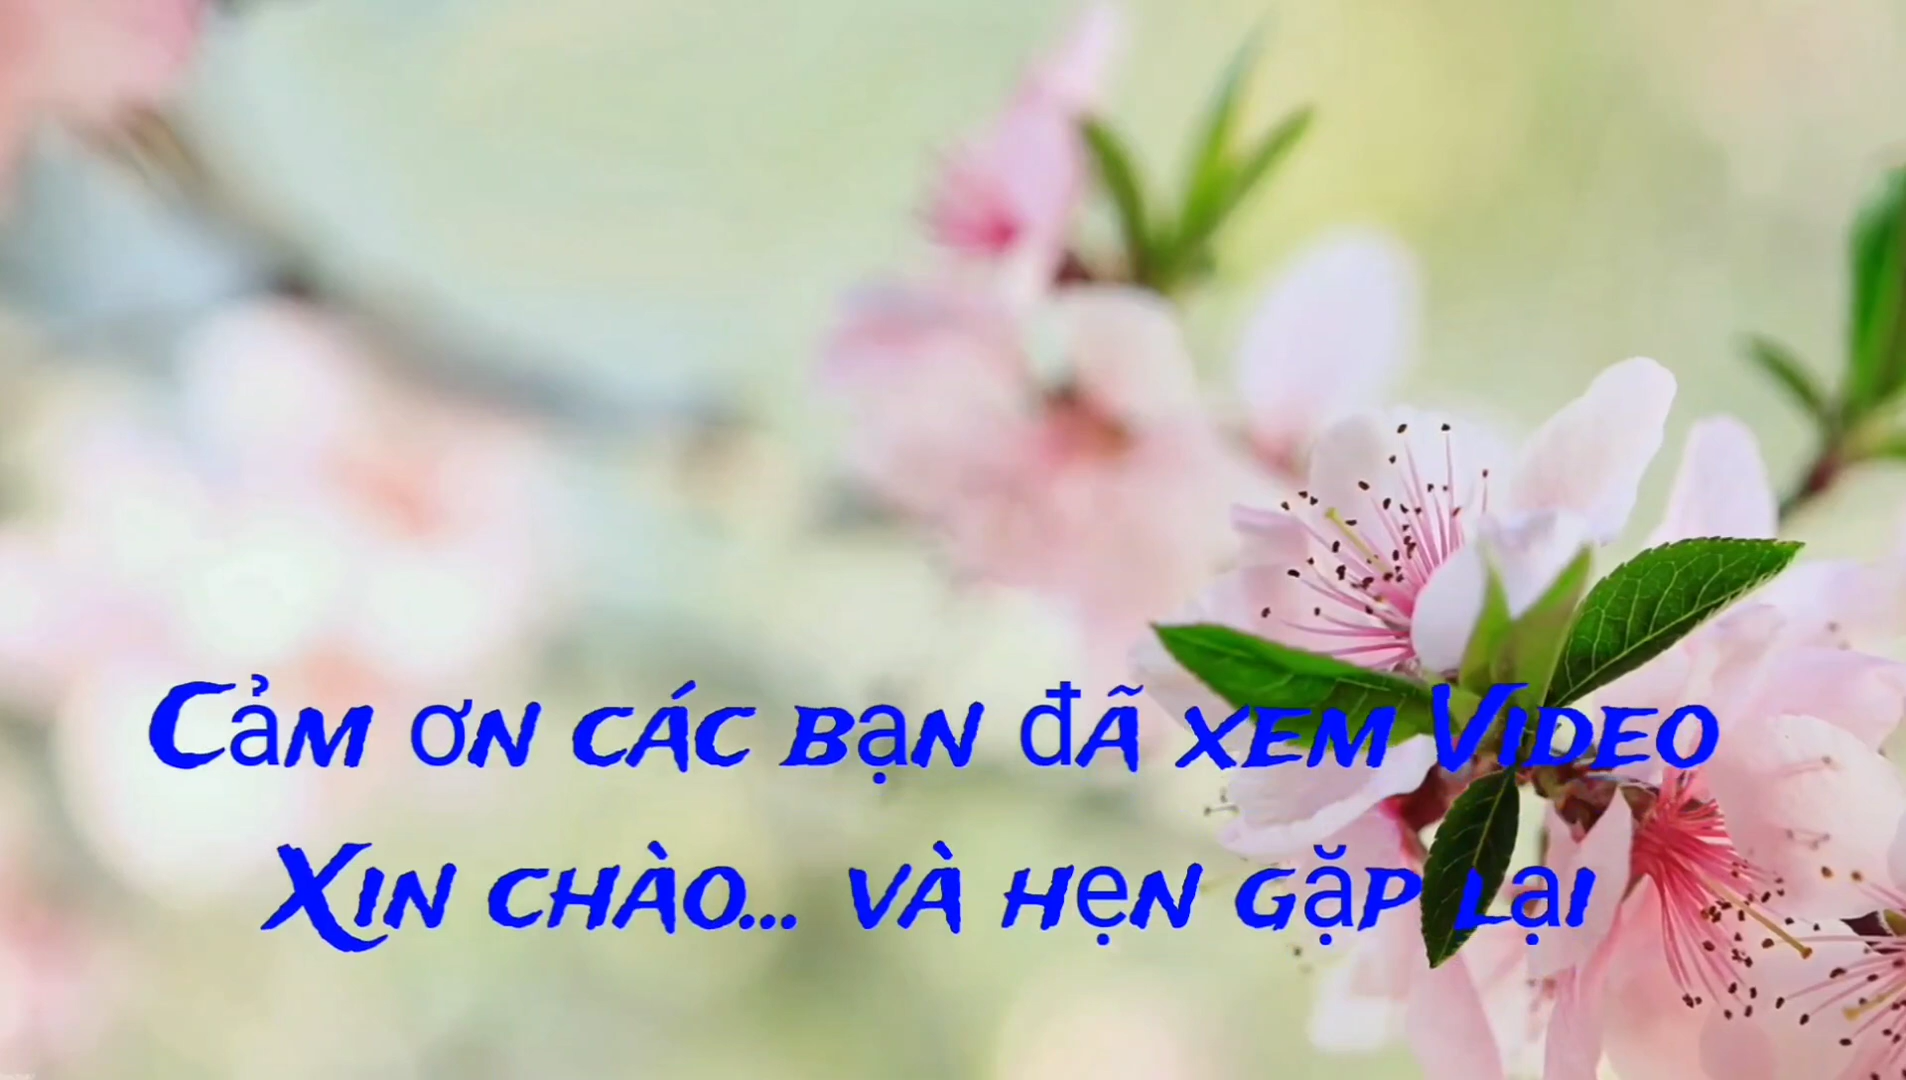 Cảm ơn các bạn đã xem Video
Xin chào... và hẹn gặp lại